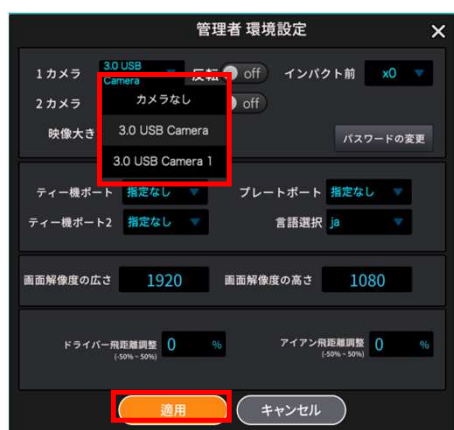 管理者 環境設定
1カメラ 3.0 USB Camera 反転 off インパクト前 x0
2カメラ カメラなし off
映像大き 3.0 USB Camera パスワードの変更
3.0 USB Camera 1
ティー機ポート 指定なし プレートポート 指定なし
ティー機ポート2 指定なし 言語選択 ja
画面解像度の広さ 1920 画面解像度の高さ 1080
ドライバー飛距離調整 0 % アイアン飛距離調整 0 %
(-50% ~ 50%) (-50% ~ 50%)
適用 キャンセル